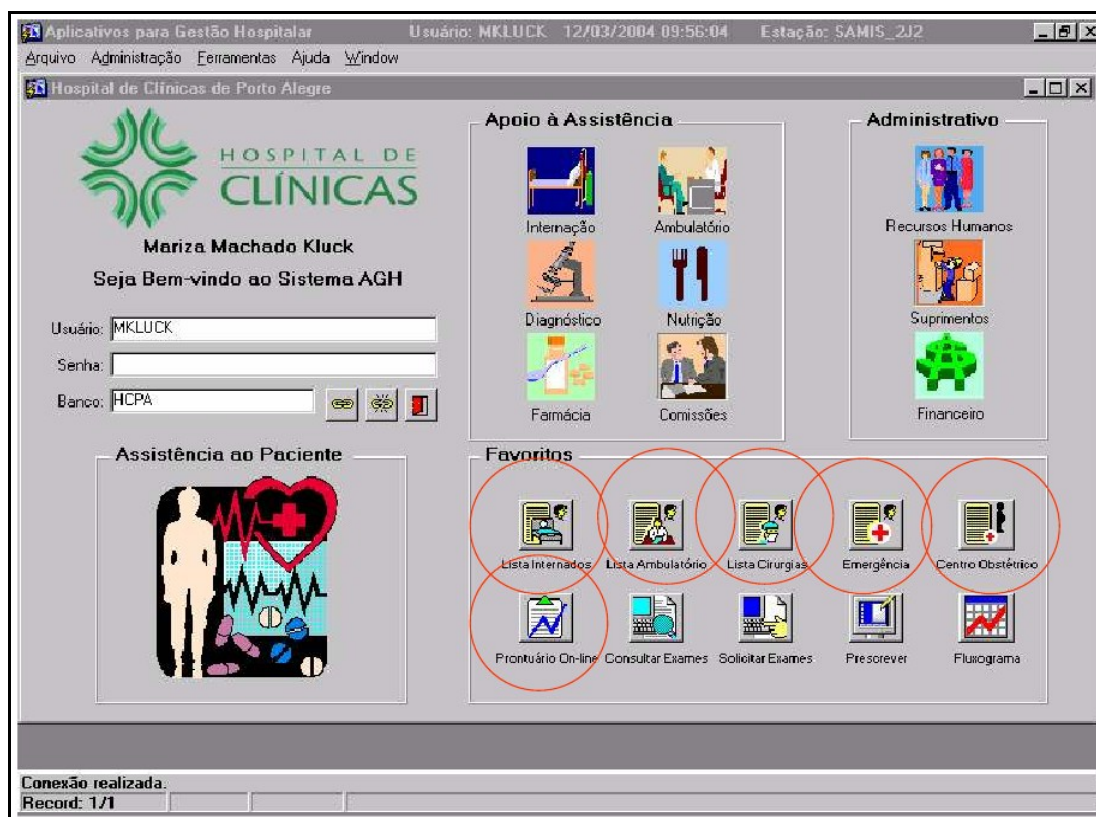 Aplicativos para Gestão Hospitalar Usuário: MKLUCK 12/03/2004 09:56:04 Estação: SAMIS_2J2
Arquivo Administração Ferramentas Ajuda Window
Hospital de Clínicas de Porto Alegre
HOSPITAL DE
CLÍNICAS
Mariza Machado Kluck
Seja Bem-vindo ao Sistema AGH
Usuário: MKLUCK
Senha:
Banco: HCPA
Apoio à Assistência
Internação Ambulatório
Diagnóstico Nutrição
Farmácia Comissões
Administrativo
Recursos Humanos
Suprimentos
Financeiro
Assistência ao Paciente
Favoritos
Lista Internados Lista Ambulatório Lista Cirurgias Emergência Centro Obstétrico
Prontuário On-line Consultar Exames Solicitar Exames Prescrever Fluxograma
Conexão realizada.
Record: 1/1